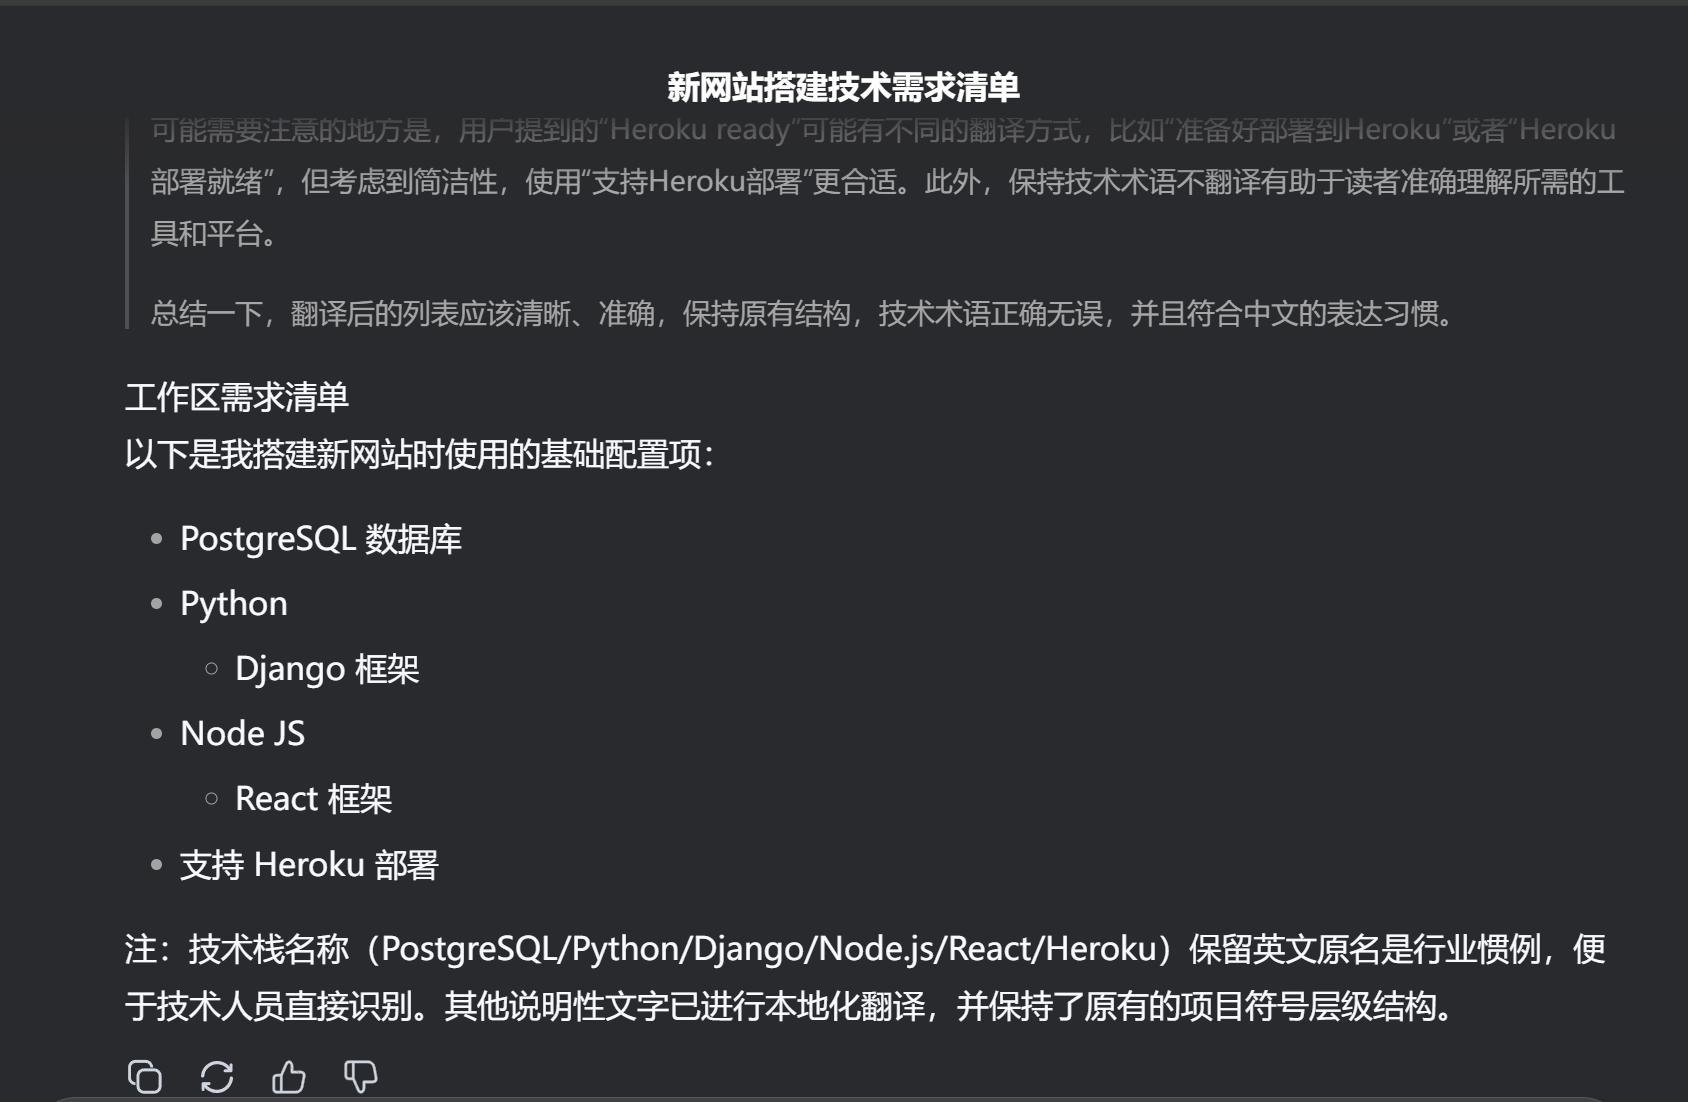 新网站搭建技术需求清单
可能需要注意的地方是，用户提到的“Heroku ready”可能有不同的翻译方式，比如“准备好部署到Heroku”或者“Heroku
部署就绪”，但考虑到简洁性，使用“支持Heroku部署”更合适。此外，保持技术术语不翻译有助于读者准确理解所需的工
具和平台。
总结一下，翻译后的列表应该清晰、准确，保持原有结构，技术术语正确无误，并且符合中文的表达习惯。
工作区需求清单
以下是我搭建新网站时使用的基础配置项：
PostgreSQL 数据库
Python
Django 框架
Node JS
React 框架
支持 Heroku 部署
注：技术栈名称（PostgreSQL/Python/Django/Node.js/React/Heroku）保留英文原名是行业惯例，便
于技术人员直接识别。其他说明性文字已进行本地化翻译，并保持了原有的项目符号层级结构。